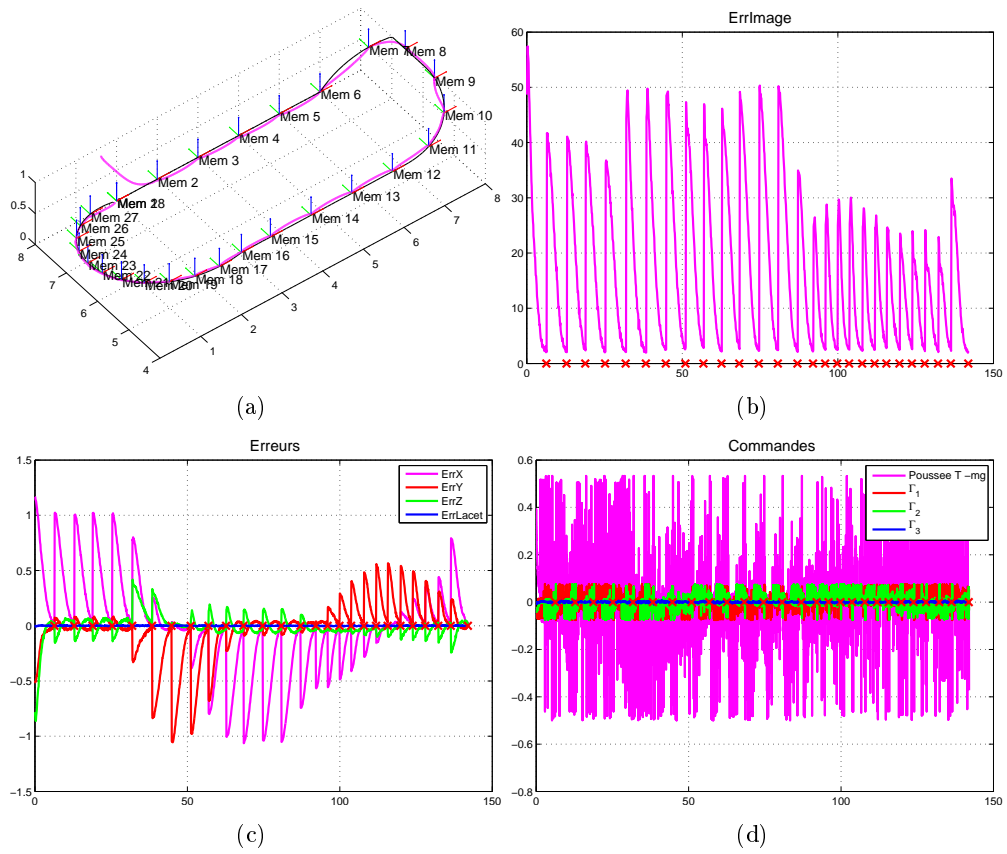 Mem 7
Mem 8
Mem 9
Mem 10
Mem 11
Mem 6
Mem 5
Mem 4
Mem 3
Mem 2
Mem 12
Mem 13
Mem 14
Mem 15
Mem 16
Mem 17
Mem 18
Mem 19
Mem 20
Mem 22
Mem 23
Mem 24
Mem 25
Mem 26
Mem 27
Mem 28
1
0.5
0
8
7
6
5
4
1
2
3
4
5
6
7
8
(a)
ErrImage
60
50
40
30
20
10
0
0
50
100
150
(b)
Erreurs
1.5
1
0.5
0
−0.5
−1
−1.5
0
50
100
150
ErrX
ErrY
ErrZ
ErrLacet
(c)
Commandes
0.6
0.4
0.2
0
−0.2
−0.4
−0.6
−0.8
0
50
100
150
Poussee T −mg
Γ1
Γ2
Γ3
(d)